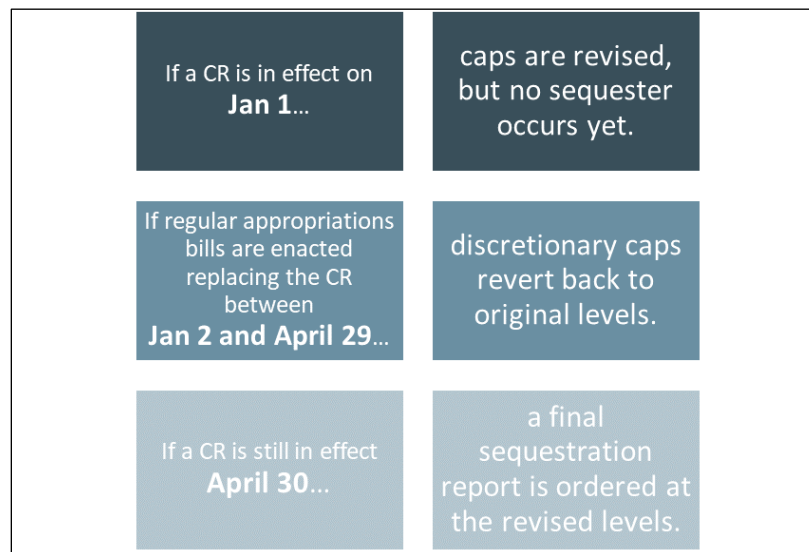 If a CR is in effect on
Jan 1...
caps are revised,
but no sequester
occurs yet.
If regular appropriations
bills are enacted
replacing the CR
between
Jan 2 and April 29...
discretionary caps
revert back to
original levels.
If a CR is still in effect
April 30...
a final
sequestration
report is ordered at
the revised levels.